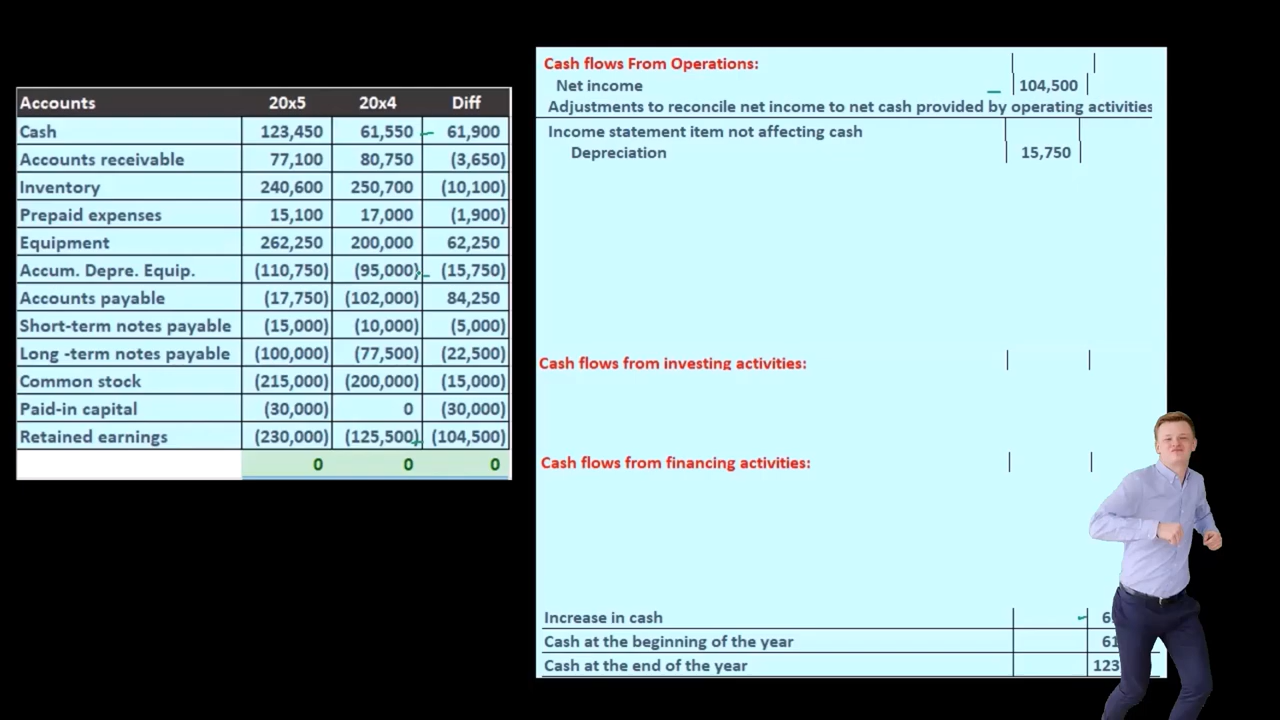 Accounts 20x5 20x4 Diff
Cash 123,450 61,550 61,900
Accounts receivable 77,100 80,750 (3,650)
Inventory 240,600 250,700 (10,100)
Prepaid expenses 15,100 17,000 (1,900)
Equipment 262,250 200,000 62,250
Accum. Depre. Equip. (110,750) (95,000) (15,750)
Accounts payable (17,750) (102,000) 84,250
Short-term notes payable (15,000) (10,000) (5,000)
Long -term notes payable (100,000) (77,500) (22,500)
Common stock (215,000) (200,000) (15,000)
Paid-in capital (30,000) 0 (30,000)
Retained earnings (230,000) (125,500) (104,500)
0 0 0
Cash flows From Operations:
Net income 104,500
Adjustments to reconcile net income to net cash provided by operating activities
Income statement item not affecting cash
Depreciation 15,750
Cash flows from investing activities:
Cash flows from financing activities:
Increase in cash
Cash at the beginning of the year
Cash at the end of the year